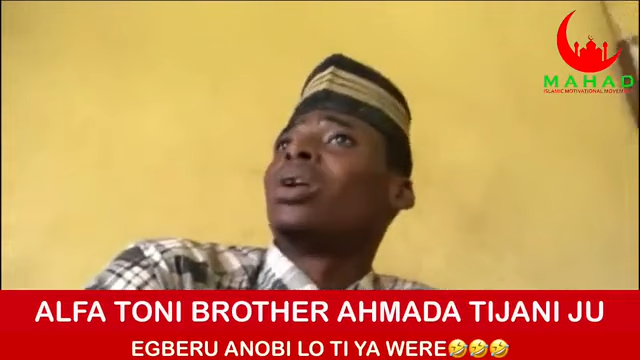 MAHAD
ISLAMIC MOTIVATIONAL MOVEMENT
ALFA TONI BROTHER AHMADA TIJANI JU
EGBERU ANOBI LO TI YA WERE🤣🤣🤣